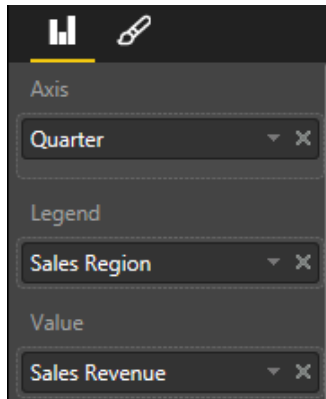 Axis
Quarter
Legend
Sales Region
Value
Sales Revenue